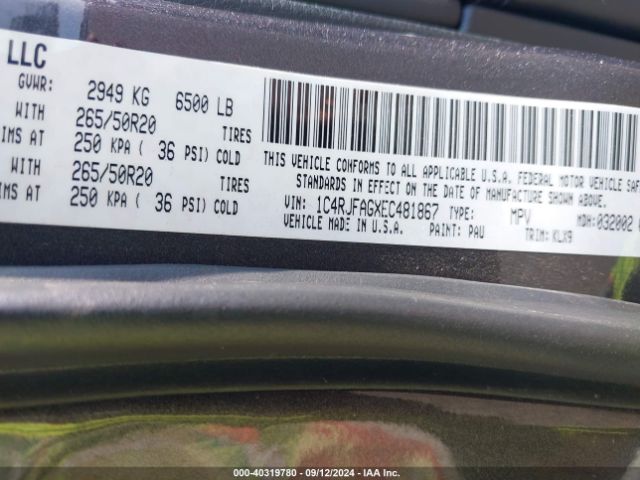 LLC
GVWR: 2949 KG 6500 LB
WITH 265/50R20 TIRES
IMS AT 250 KPA ( 36 PSI) COLD
WITH 265/50R20 TIRES
IMS AT 250 KPA ( 36 PSI) COLD
THIS VEHICLE CONFORMS TO ALL APPLICABLE U.S.A. FEDERAL MOTOR VEHICLE SA
STANDARDS IN EFFECT ON THE DATE OF MANUFACTURE SHOWN ABOVE.
VIN: 1C4RJFAGXEC481867 TYPE: MPV MDH:032002
VEHICLE MADE IN U.S.A. PAINT: PAU TRIM: KLX9
000-40319780 - 09/12/2024 - IAA Inc.